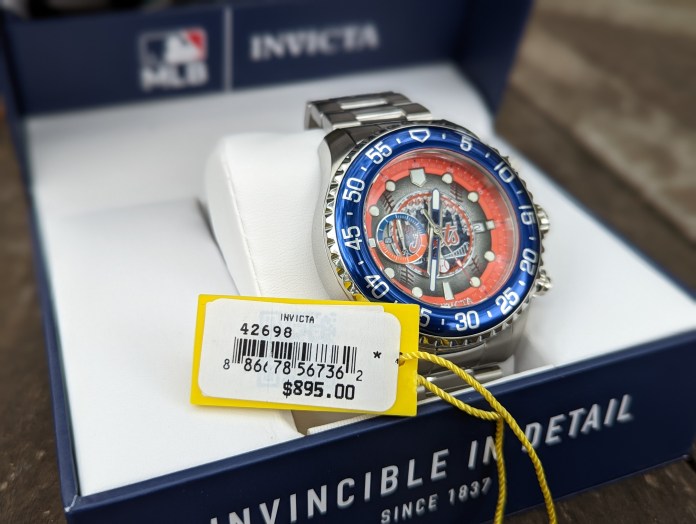 MLB INVICTA
55 5 10 15 20 25 30 40 45 50
INVICTA
INVICTA
42698
8 86678 56736 2 *
$895.00
INVINCIBLE IN DETAIL
SINCE 1837